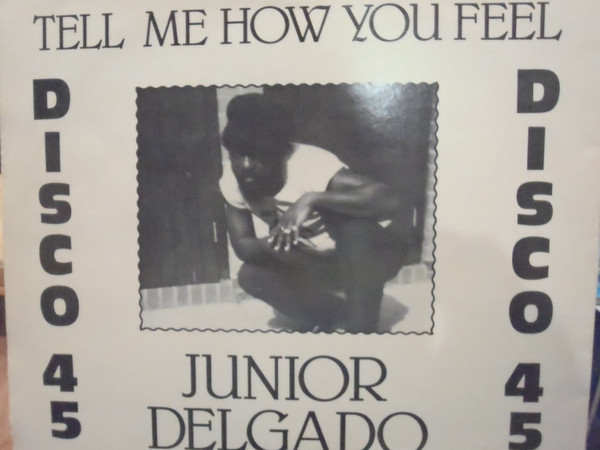 TELL ME HOW YOU FEEL
DISCO 45
DISCO 45
JUNIOR
DELGADO